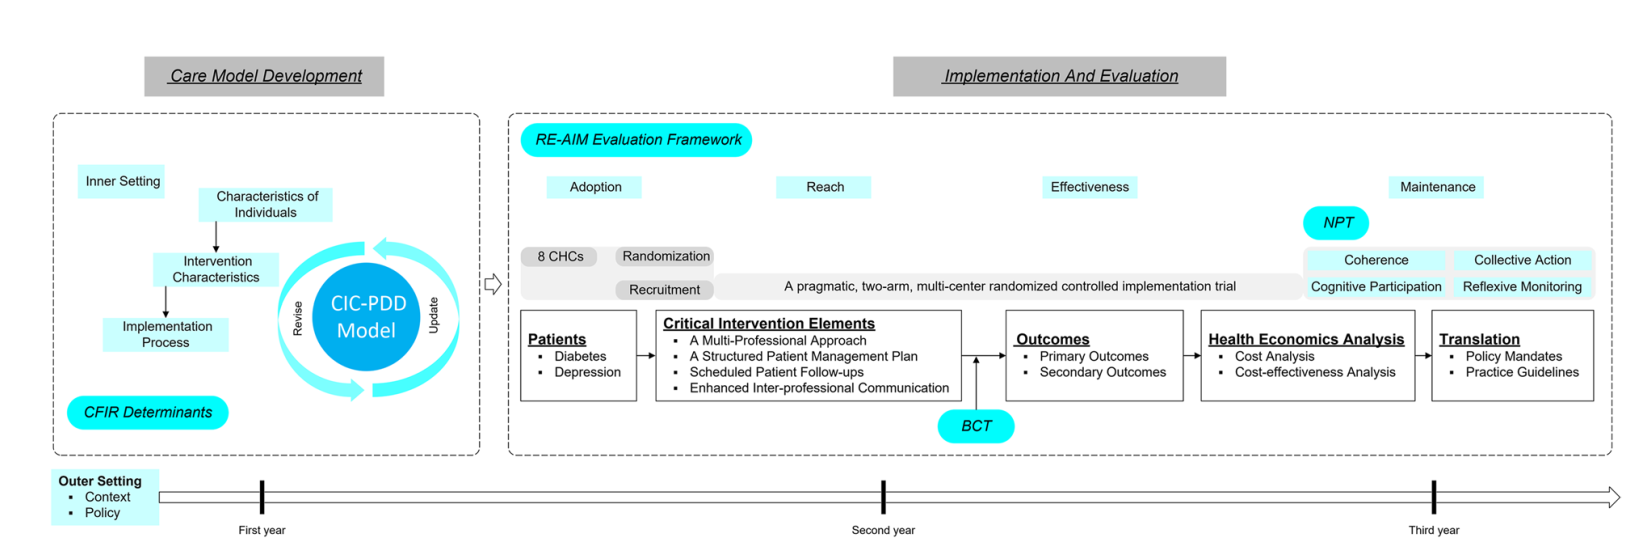 Care Model Development
Implementation And Evaluation
RE-AIM Evaluation Framework
Inner Setting
Characteristics of
Individuals
Intervention
Characteristics
Implementation
Process
CIC-PDD
Model
Revise
Update
CFIR Determinants
Adoption
Reach
Effectiveness
Maintenance
NPT
8 CHCs
Randomization
Recruitment
A pragmatic, two-arm, multi-center randomized controlled implementation trial
Coherence
Collective Action
Cognitive Participation
Reflexive Monitoring
Patients
▪ Diabetes
▪ Depression
Critical Intervention Elements
▪ A Multi-Professional Approach
▪ A Structured Patient Management Plan
▪ Scheduled Patient Follow-ups
▪ Enhanced Inter-professional Communication
Outcomes
▪ Primary Outcomes
▪ Secondary Outcomes
Health Economics Analysis
▪ Cost Analysis
▪ Cost-effectiveness Analysis
Translation
▪ Policy Mandates
▪ Practice Guidelines
BCT
Outer Setting
▪ Context
▪ Policy
First year
Second year
Third year